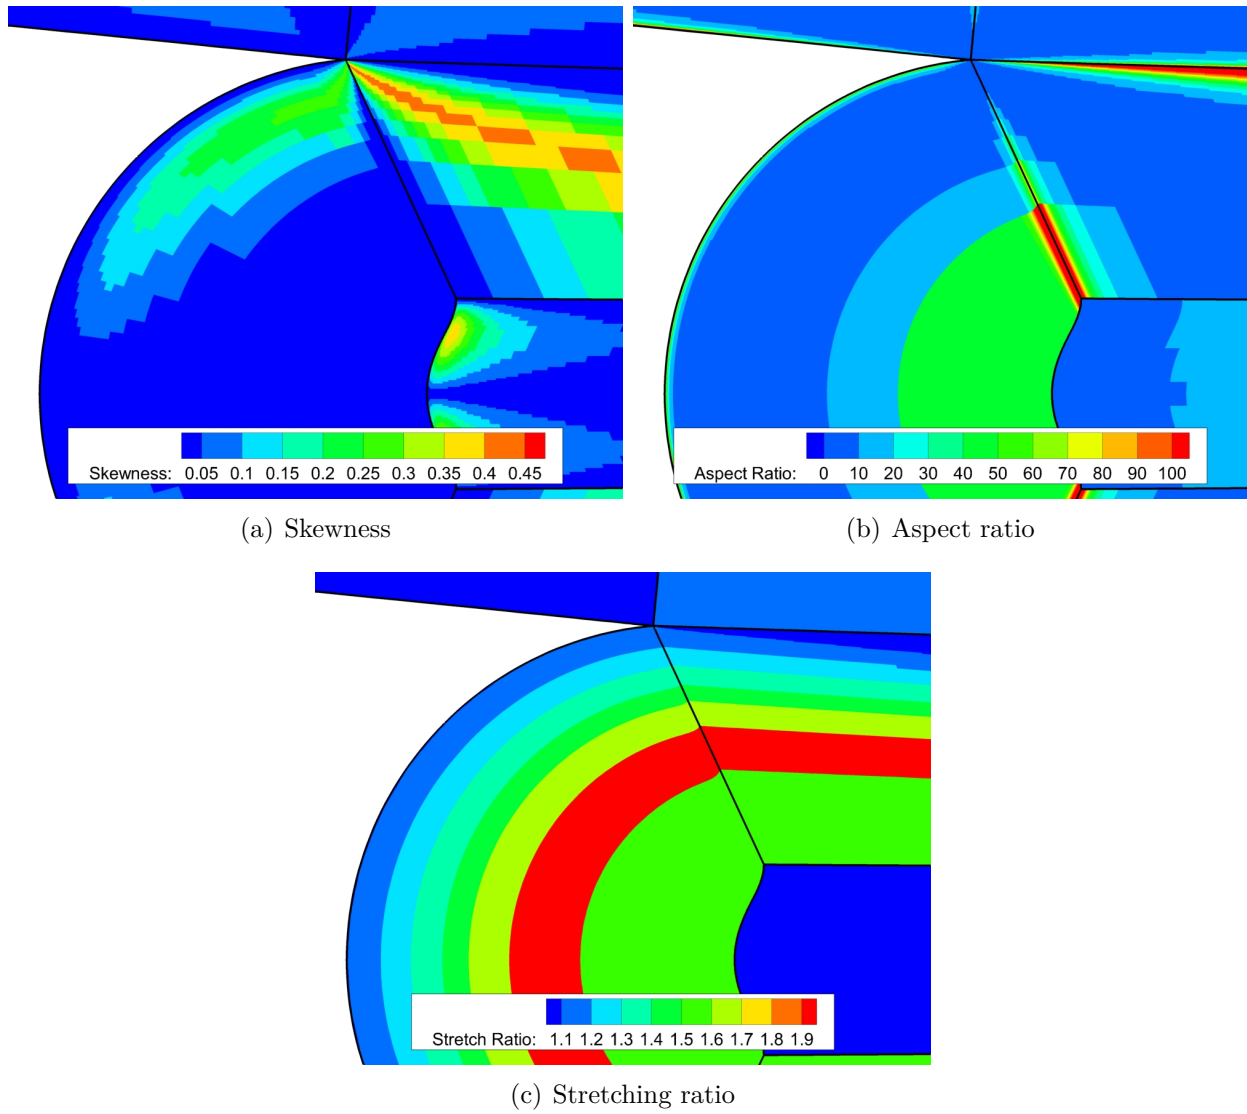 Skewness: 0.05 0.1 0.15 0.2 0.25 0.3 0.35 0.4 0.45
Aspect Ratio: 0 10 20 30 40 50 60 70 80 90 100
(a) Skewness
(b) Aspect ratio
Stretch Ratio: 1.1 1.2 1.3 1.4 1.5 1.6 1.7 1.8 1.9
(c) Stretching ratio